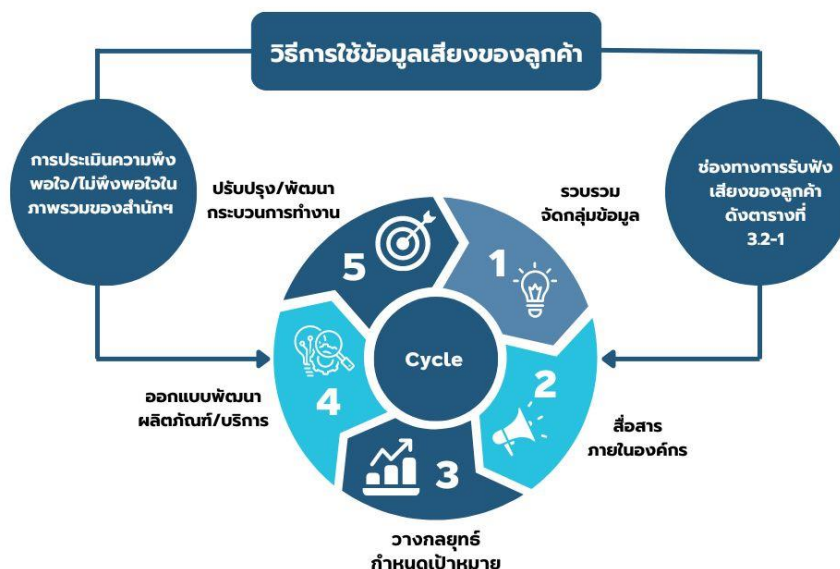 วิธีการใช้ข้อมูลเสียงของลูกค้า
การประเมินความพึง
พอใจ/ไม่พึงพอใจใน
ภาพรวมของสำนักฯ
ช่องทางการรับฟัง
เสียงของลูกค้า
ดังตารางที่
3.2-1
ปรับปรุง/พัฒนา
กระบวนการทำงาน
รวบรวม
จัดกลุ่มข้อมูล
5
1
Cycle
4
2
ออกแบบพัฒนา
ผลิตภัณฑ์/บริการ
สื่อสาร
ภายในองค์กร
3
วางกลยุทธ์
กำหนดเป้าหมาย